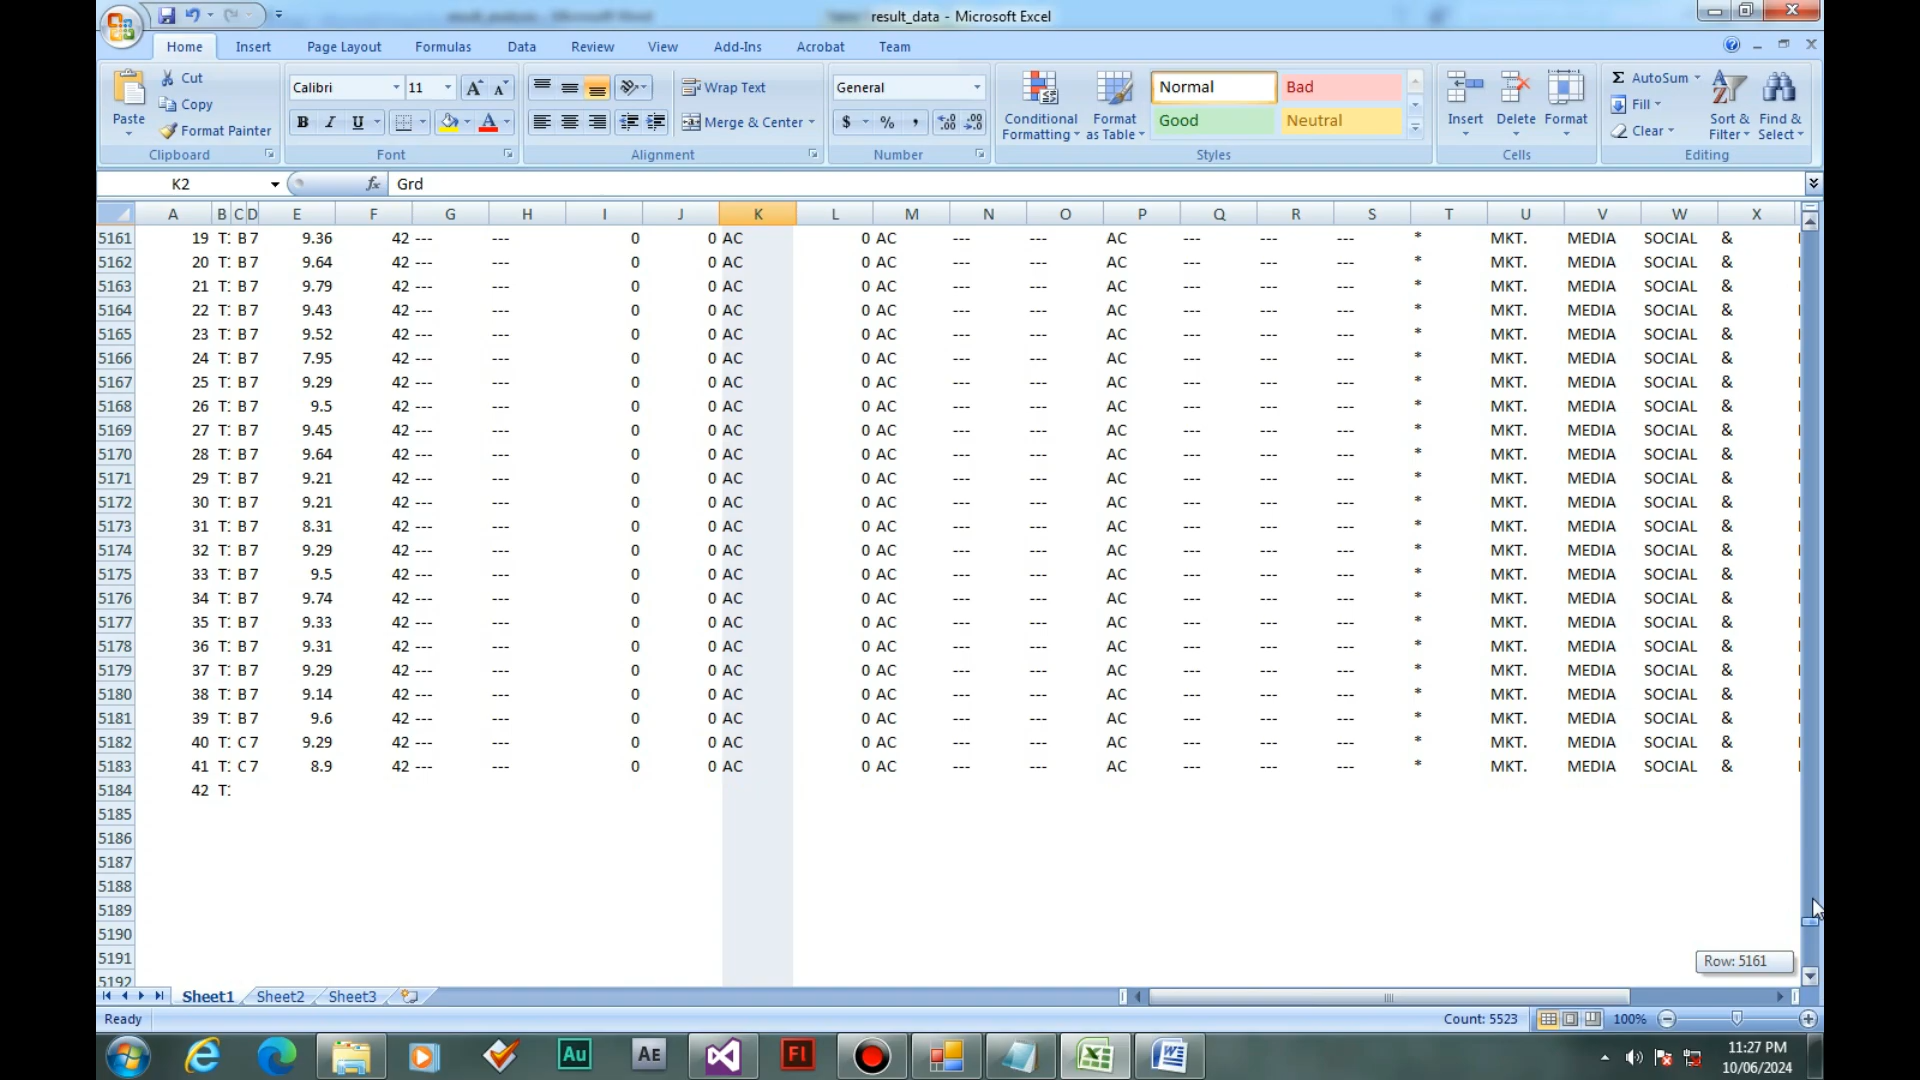 result_data - Microsoft Excel
Home Insert Page Layout Formulas Data Review View Add-Ins Acrobat Team
Paste Cut Copy Format Painter Clipboard
Calibri 11 B I U Font
Wrap Text Merge & Center Alignment
General $ % , Number
Conditional Formatting Format as Table Normal Bad Good Neutral Styles
Insert Delete Format Cells
Σ AutoSum Fill Clear Sort & Filter Find & Select Editing
K2 fx Grd
A B C D E F G H I J K L M N O P Q R S T U V W X
5161 19 T: B 7 9.36 42 --- --- 0 0 AC 0 AC --- --- AC --- --- --- * MKT. MEDIA SOCIAL &
5162 20 T: B 7 9.64 42 --- --- 0 0 AC 0 AC --- --- AC --- --- --- * MKT. MEDIA SOCIAL &
5163 21 T: B 7 9.79 42 --- --- 0 0 AC 0 AC --- --- AC --- --- --- * MKT. MEDIA SOCIAL &
5164 22 T: B 7 9.43 42 --- --- 0 0 AC 0 AC --- --- AC --- --- --- * MKT. MEDIA SOCIAL &
5165 23 T: B 7 9.52 42 --- --- 0 0 AC 0 AC --- --- AC --- --- --- * MKT. MEDIA SOCIAL &
5166 24 T: B 7 7.95 42 --- --- 0 0 AC 0 AC --- --- AC --- --- --- * MKT. MEDIA SOCIAL &
5167 25 T: B 7 9.29 42 --- --- 0 0 AC 0 AC --- --- AC --- --- --- * MKT. MEDIA SOCIAL &
5168 26 T: B 7 9.5 42 --- --- 0 0 AC 0 AC --- --- AC --- --- --- * MKT. MEDIA SOCIAL &
5169 27 T: B 7 9.45 42 --- --- 0 0 AC 0 AC --- --- AC --- --- --- * MKT. MEDIA SOCIAL &
5170 28 T: B 7 9.64 42 --- --- 0 0 AC 0 AC --- --- AC --- --- --- * MKT. MEDIA SOCIAL &
5171 29 T: B 7 9.21 42 --- --- 0 0 AC 0 AC --- --- AC --- --- --- * MKT. MEDIA SOCIAL &
5172 30 T: B 7 9.21 42 --- --- 0 0 AC 0 AC --- --- AC --- --- --- * MKT. MEDIA SOCIAL &
5173 31 T: B 7 8.31 42 --- --- 0 0 AC 0 AC --- --- AC --- --- --- * MKT. MEDIA SOCIAL &
5174 32 T: B 7 9.29 42 --- --- 0 0 AC 0 AC --- --- AC --- --- --- * MKT. MEDIA SOCIAL &
5175 33 T: B 7 9.5 42 --- --- 0 0 AC 0 AC --- --- AC --- --- --- * MKT. MEDIA SOCIAL &
5176 34 T: B 7 9.74 42 --- --- 0 0 AC 0 AC --- --- AC --- --- --- * MKT. MEDIA SOCIAL &
5177 35 T: B 7 9.33 42 --- --- 0 0 AC 0 AC --- --- AC --- --- --- * MKT. MEDIA SOCIAL &
5178 36 T: B 7 9.31 42 --- --- 0 0 AC 0 AC --- --- AC --- --- --- * MKT. MEDIA SOCIAL &
5179 37 T: B 7 9.29 42 --- --- 0 0 AC 0 AC --- --- AC --- --- --- * MKT. MEDIA SOCIAL &
5180 38 T: B 7 9.14 42 --- --- 0 0 AC 0 AC --- --- AC --- --- --- * MKT. MEDIA SOCIAL &
5181 39 T: B 7 9.6 42 --- --- 0 0 AC 0 AC --- --- AC --- --- --- * MKT. MEDIA SOCIAL &
5182 40 T: C 7 9.29 42 --- --- 0 0 AC 0 AC --- --- AC --- --- --- * MKT. MEDIA SOCIAL &
5183 41 T: C 7 8.9 42 --- --- 0 0 AC 0 AC --- --- AC --- --- --- * MKT. MEDIA SOCIAL &
5184 42 T:
5185
5186
5187
5188
5189
5190
5191
5192
Row: 5161
Sheet1 Sheet2 Sheet3
Ready Count: 5523 100%
Au AE Fl
11:27 PM
10/06/2024